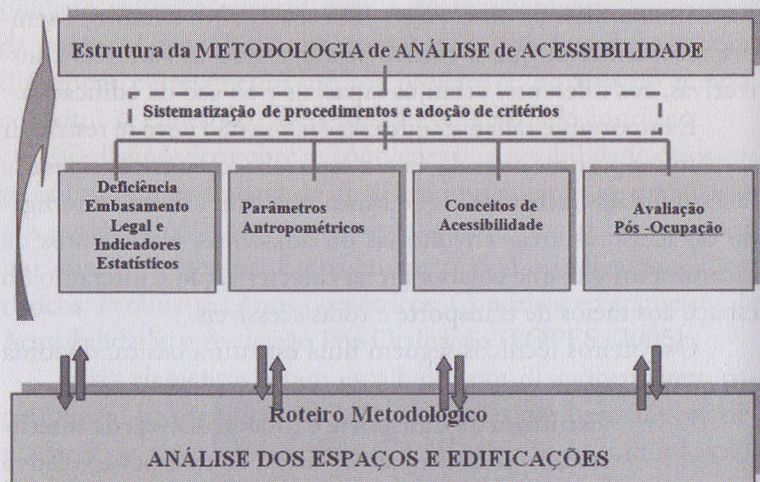 Estrutura da METODOLOGIA de ANÁLISE de ACESSIBILIDADE
Sistematização de procedimentos e adoção de critérios
Deficiência
Embasamento
Legal e
Indicadores
Estatísticos
Parâmetros
Antropométricos
Conceitos de
Acessibilidade
Avaliação
Pós -Ocupação
Roteiro Metodológico
ANÁLISE DOS ESPAÇOS E EDIFICAÇÕES